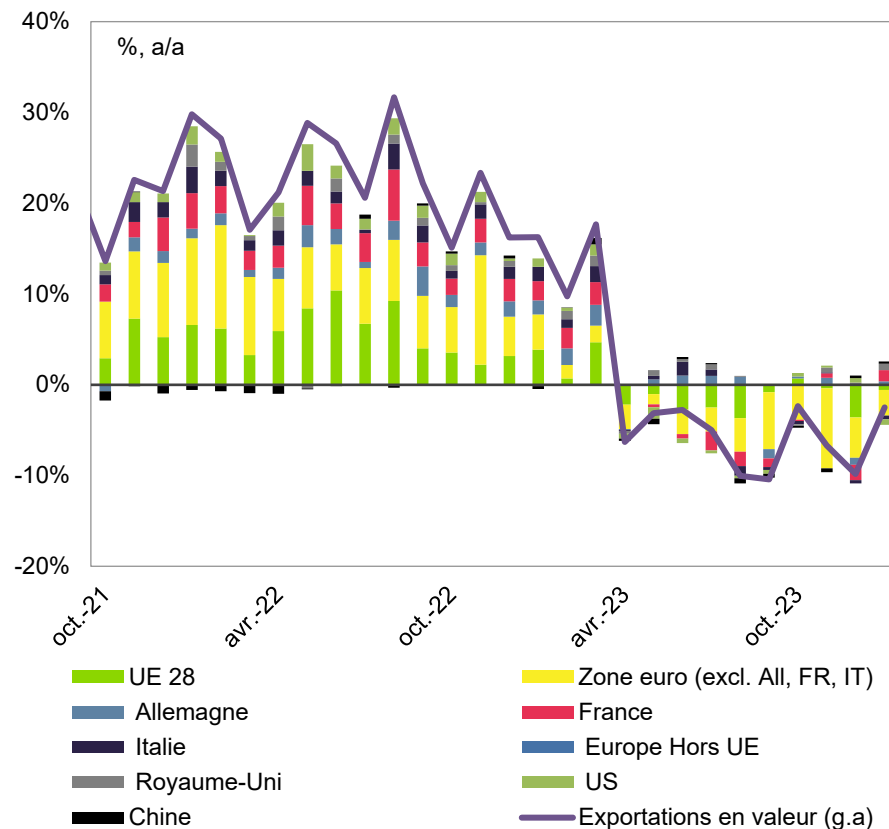 40%
%, a/a
30%
20%
10%
0%
-10%
-20%
oct.-21
avr.-22
oct.-22
avr.-23
oct.-23
UE 28
Zone euro (excl. All, FR, IT)
Allemagne
France
Italie
Europe Hors UE
Royaume-Uni
US
Chine
Exportations en valeur (g.a)